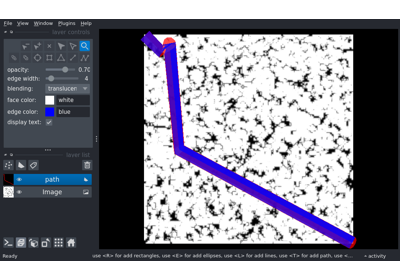 File View Window Plugins Help
layer controls
opacity: 0.70
edge width: 4
blending: translucen
face color: white
edge color: blue
display text:
layer list
path
Image
Ready use <R> for add rectangles, use <E> for add ellipses, use <L> for add lines, use <T> for add path, use <... activity